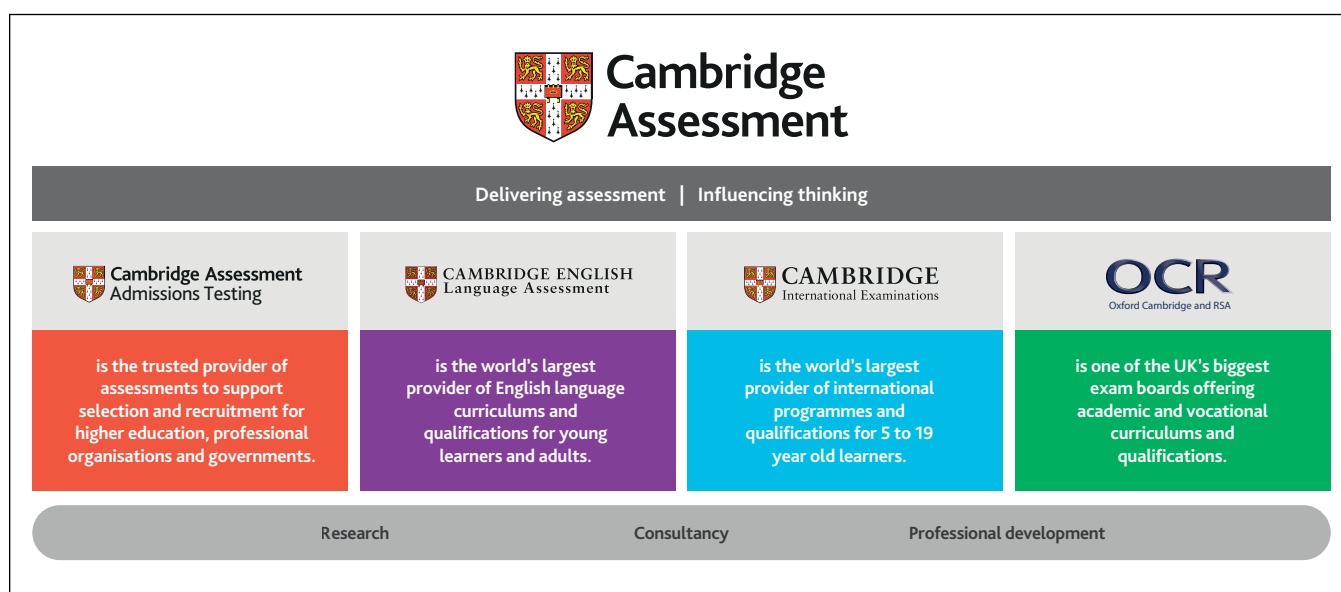 Cambridge
Assessment
Delivering assessment | Influencing thinking
Cambridge Assessment
Admissions Testing
CAMBRIDGE ENGLISH
Language Assessment
CAMBRIDGE
International Examinations
OCR
Oxford Cambridge and RSA
is the trusted provider of
assessments to support
selection and recruitment for
higher education, professional
organisations and governments.
is the world's largest
provider of English language
curriculums and
qualifications for young
learners and adults.
is the world's largest
provider of international
programmes and
qualifications for 5 to 19
year old learners.
is one of the UK's biggest
exam boards offering
academic and vocational
curriculums and
qualifications.
Research
Consultancy
Professional development